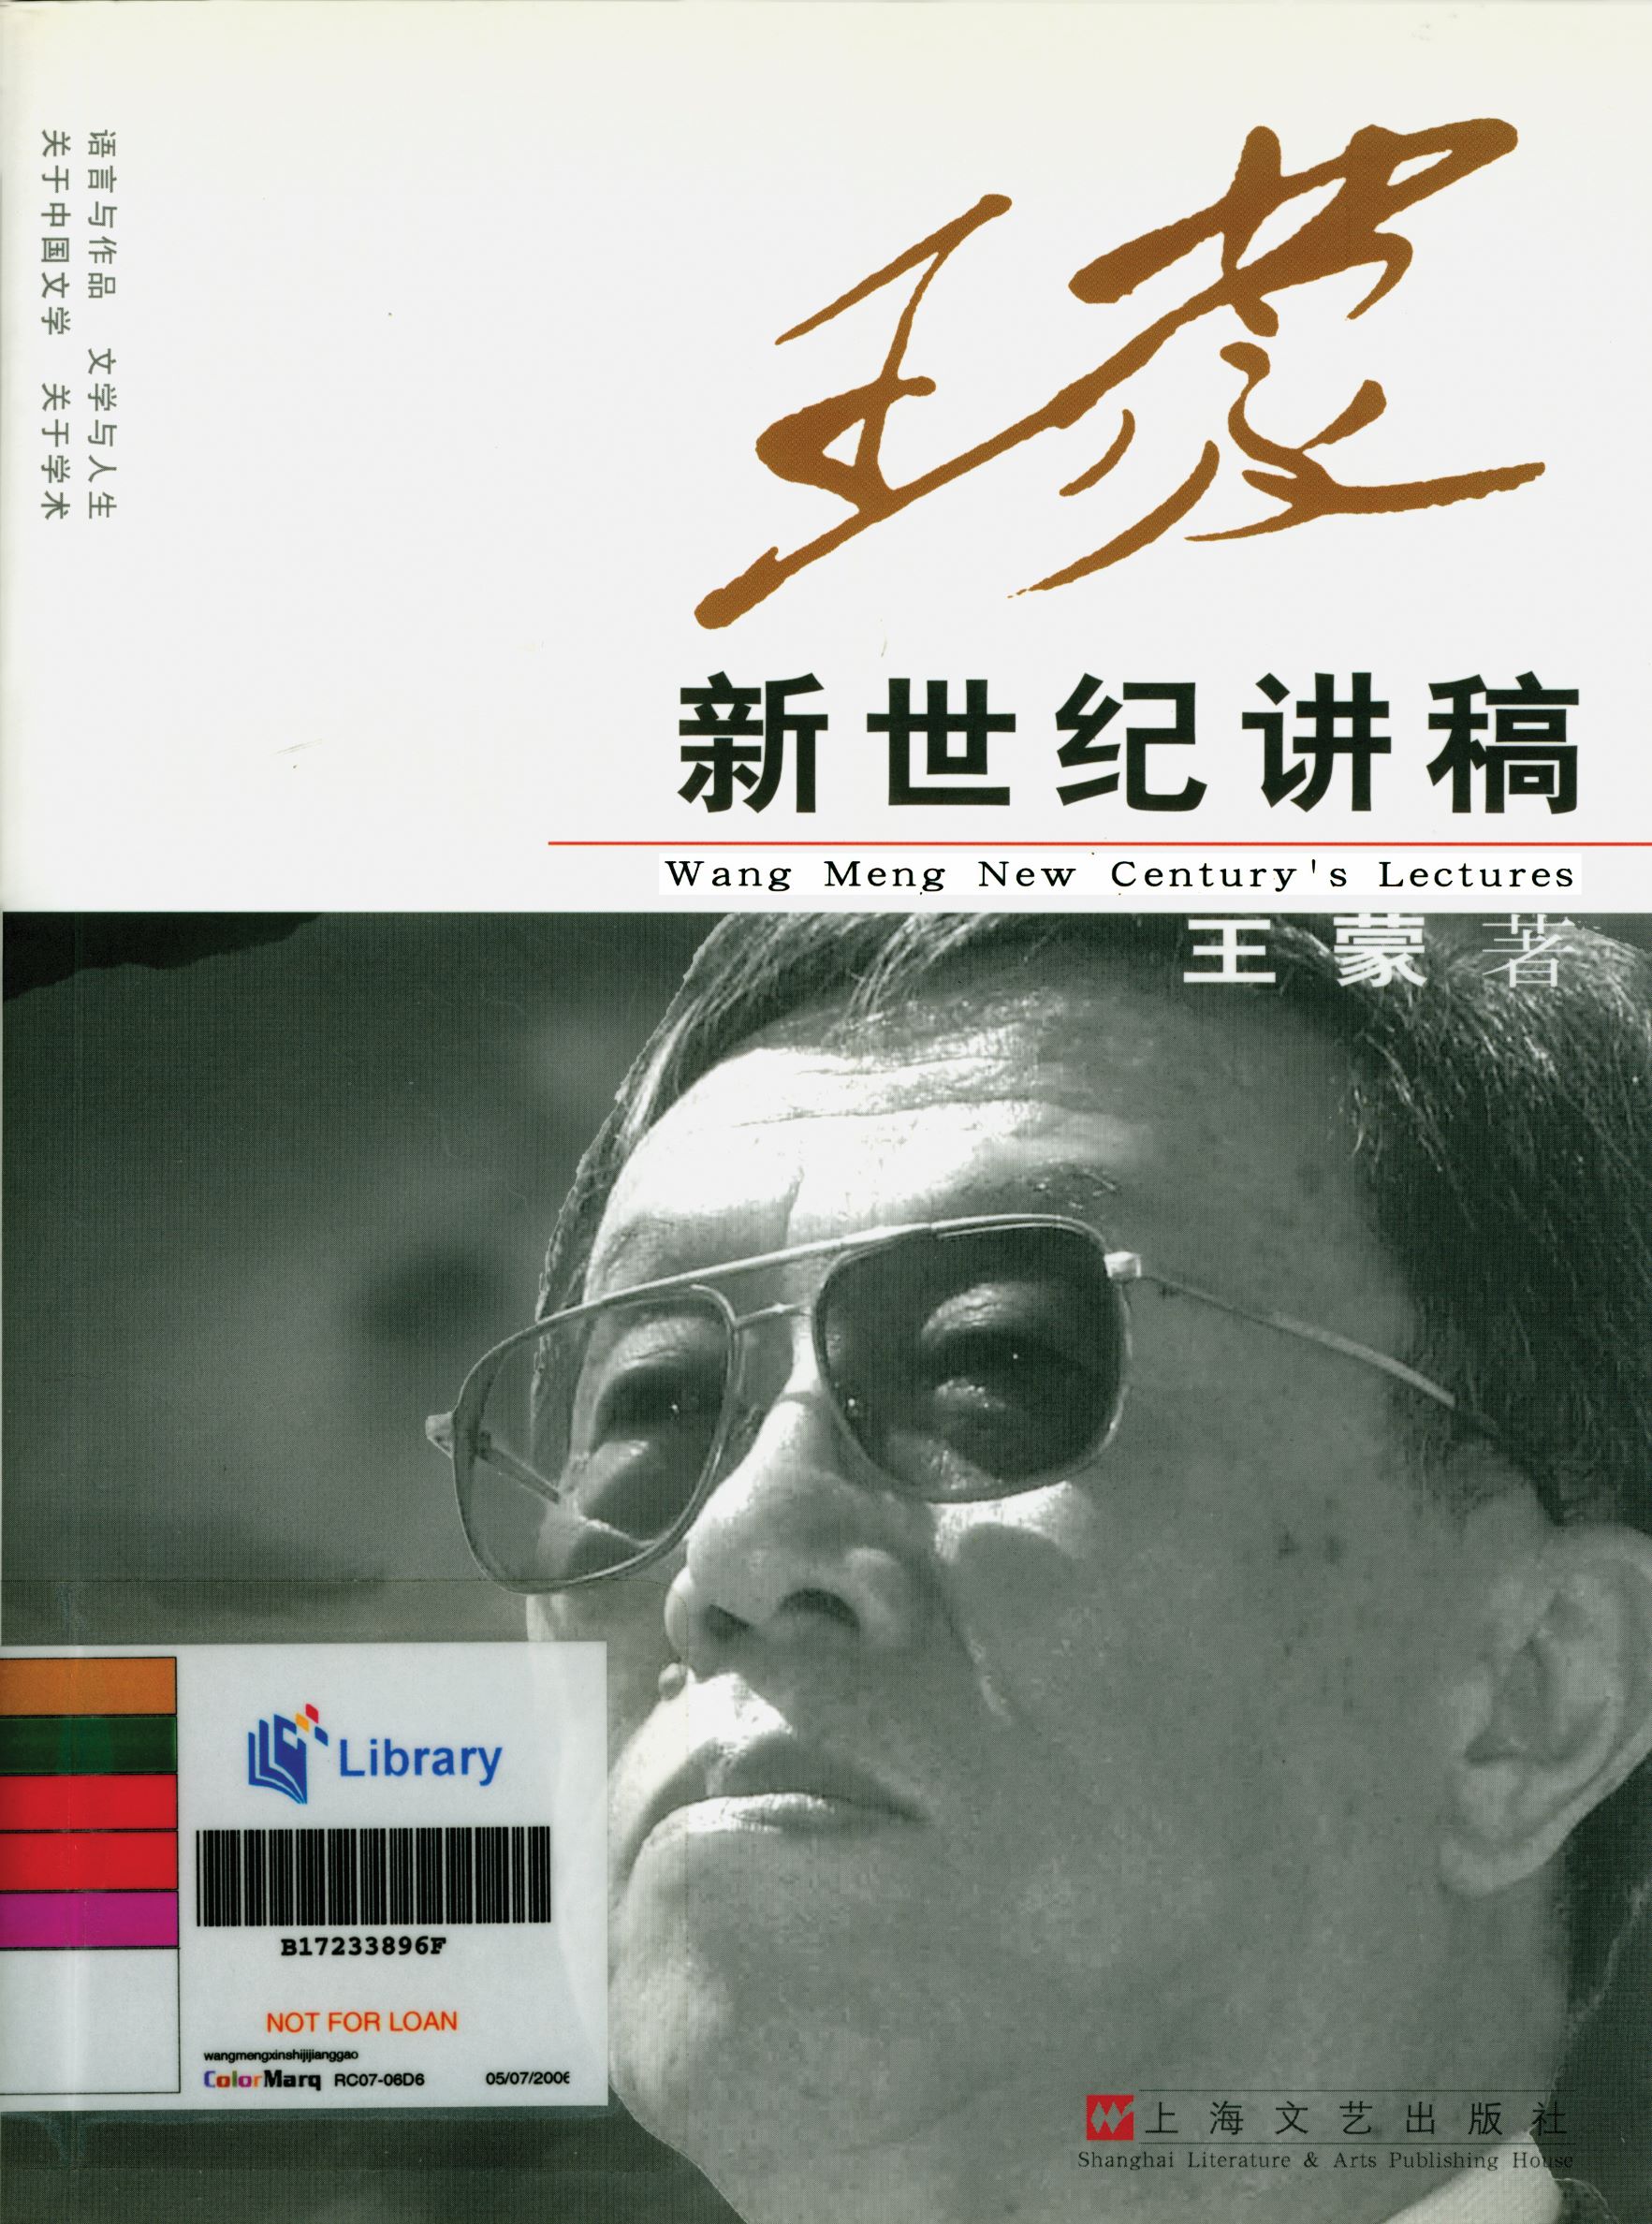 语言与作品 文学与人生
关于中国文学 关于学术
王蒙
新世纪讲稿
Wang Meng New Century's Lectures
王蒙 著
Library
B17233896F
NOT FOR LOAN
wangmengxinshijijianggao
ColorMarq RC07-06D6 05/07/2006
上海文艺出版社
Shanghai Literature & Arts Publishing House